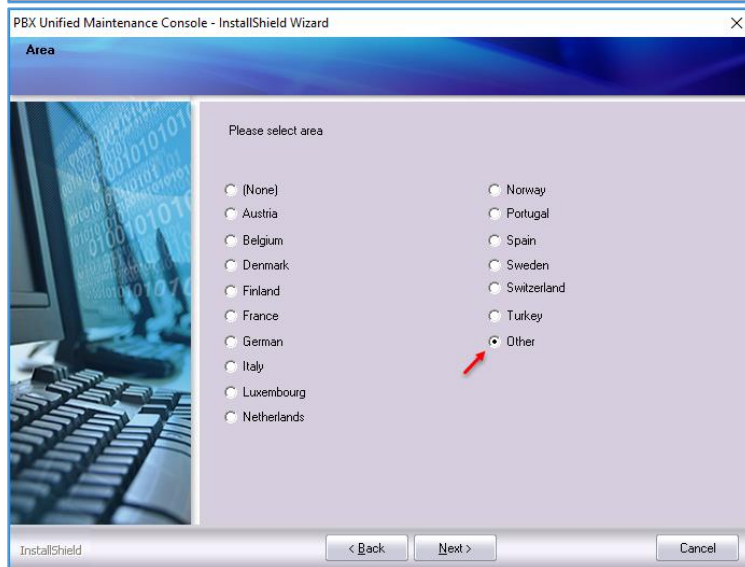 PBX Unified Maintenance Console - InstallShield Wizard
Area
Please select area
(None)
Austria
Belgium
Denmark
Finland
France
German
Italy
Luxembourg
Netherlands
Norway
Portugal
Spain
Sweden
Switzerland
Turkey
Other
InstallShield
< Back
Next >
Cancel